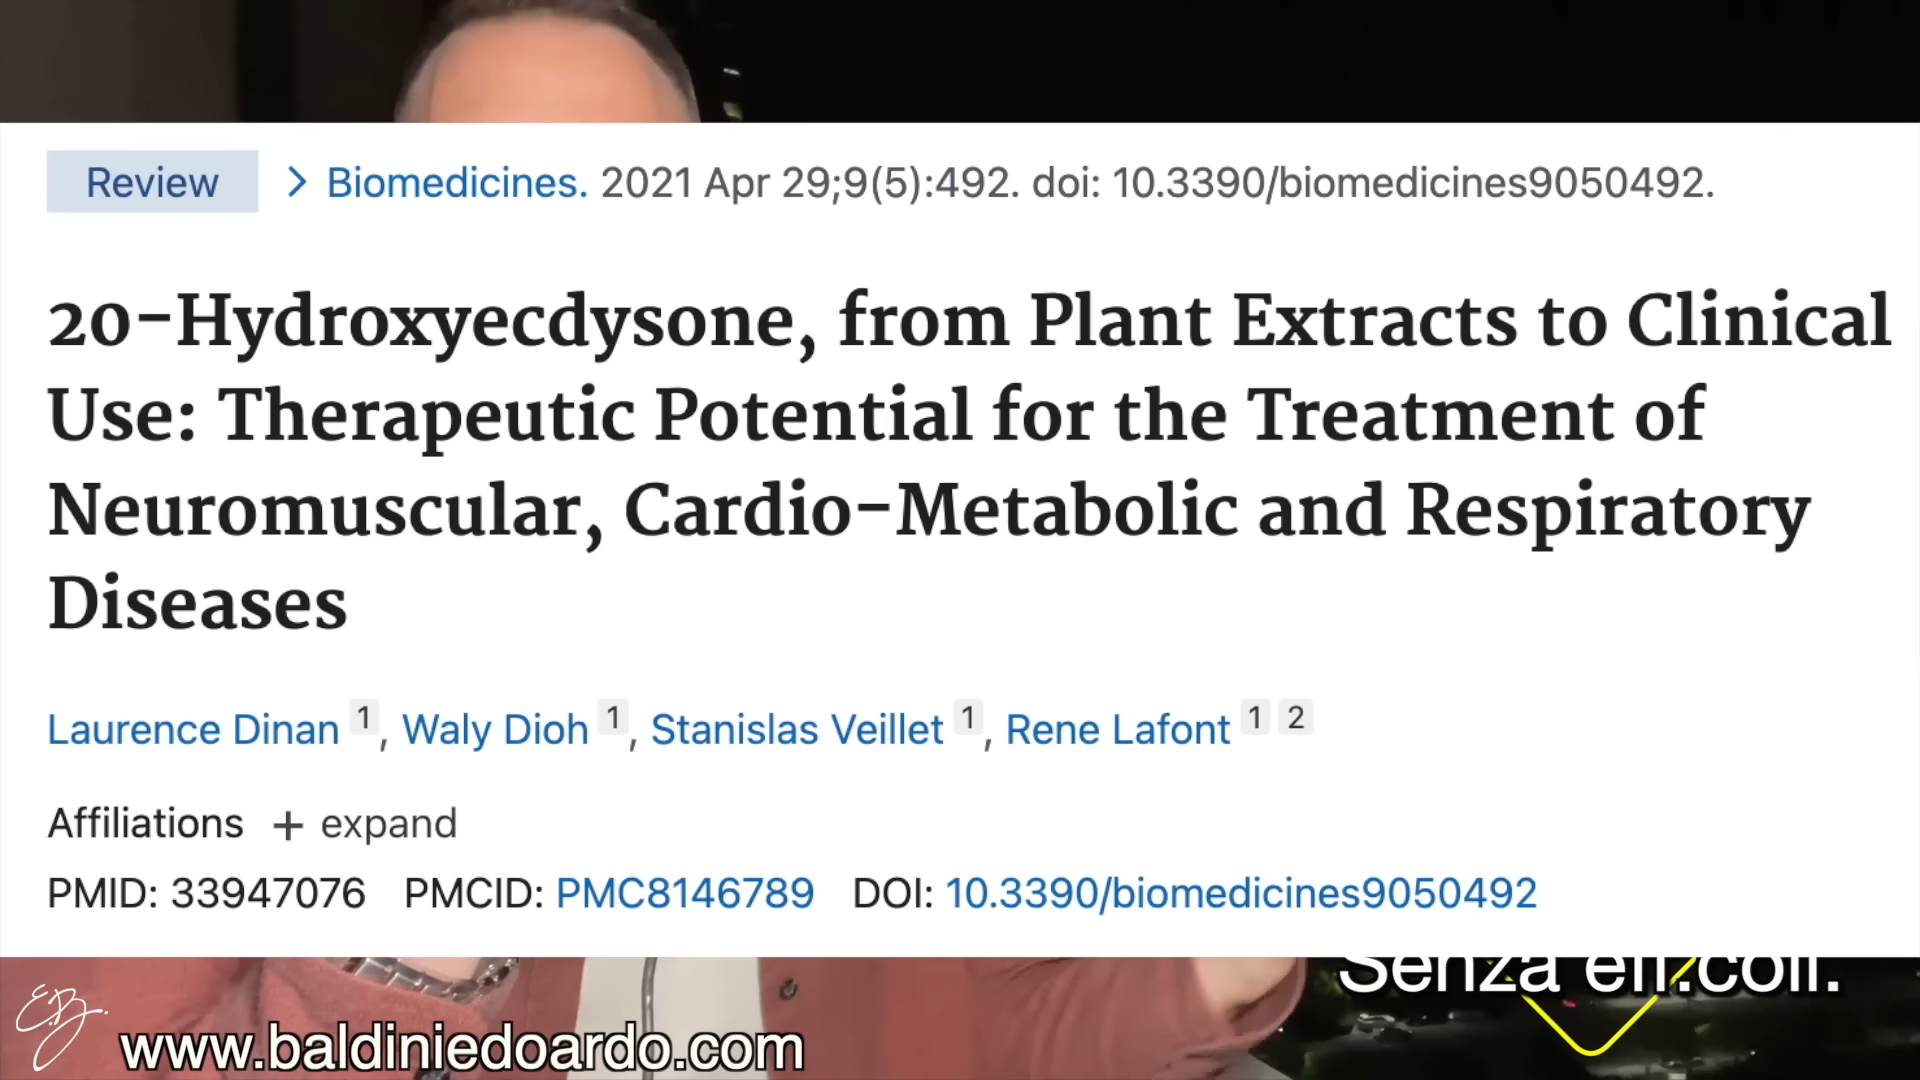 Review > Biomedicines. 2021 Apr 29;9(5):492. doi: 10.3390/biomedicines9050492.
20-Hydroxyecdysone, from Plant Extracts to Clinical
Use: Therapeutic Potential for the Treatment of
Neuromuscular, Cardio-Metabolic and Respiratory
Diseases
Laurence Dinan 1, Waly Dioh 1, Stanislas Veillet 1, Rene Lafont 1 2
Affiliations + expand
PMID: 33947076 PMCID: PMC8146789 DOI: 10.3390/biomedicines9050492
Senza eff.coll.
E.B.
www.baldiniedoardo.com